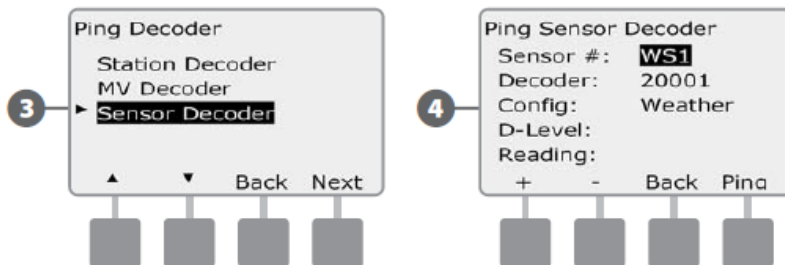 Ping Decoder
Station Decoder
MV Decoder
Sensor Decoder
Back Next
3
Ping Sensor Decoder
Sensor #: WS1
Decoder: 20001
Config: Weather
D-Level:
Reading:
+ - Back Ping
4